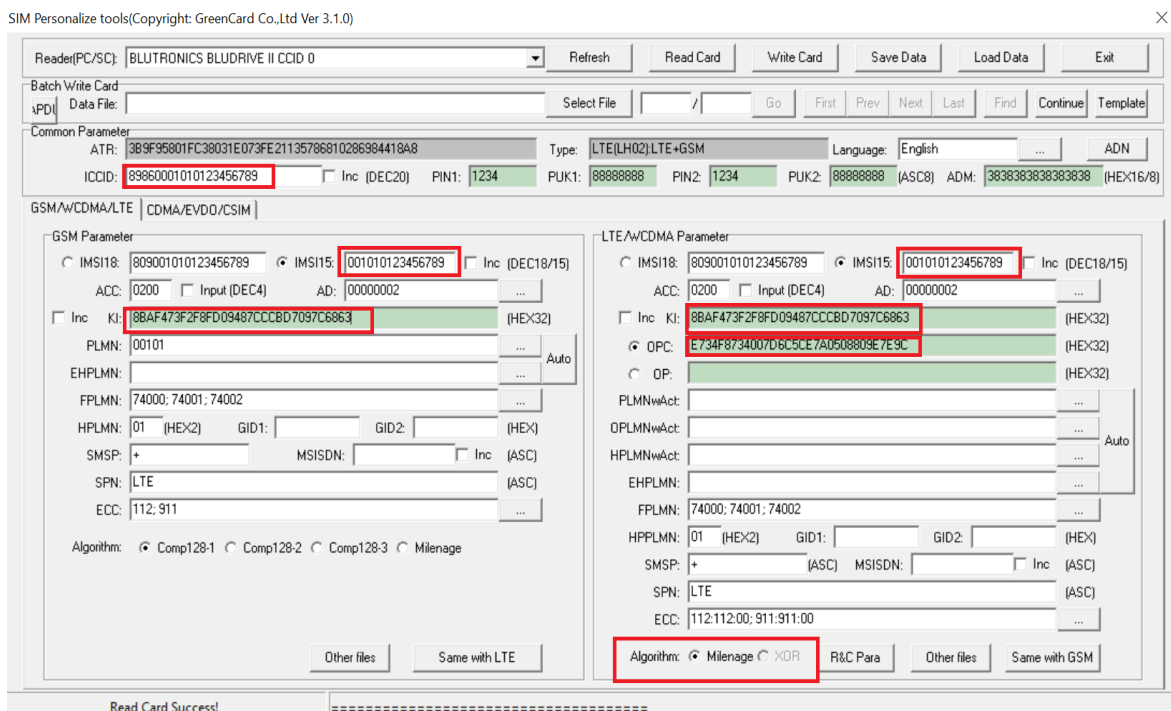 SIM Personalize tools(Copyright: GreenCard Co.,Ltd Ver 3.1.0)
Reader(PC/SC): BLUTRONICS BLUDRIVE II CCID 0 Refresh Read Card Write Card Save Data Load Data Exit
Batch Write Card
APDU Data File: Select File / Go First Prev Next Last Find Continue Template
Common Parameter
ATR: 3B9F95801FC38031E073FE21135786810286984418A8 Type: LTE(LH02):LTE+GSM Language: English ... ADN
ICCID: 89860001010123456789 Inc (DEC20) PIN1: 1234 PUK1: 88888888 PIN2: 1234 PUK2: 88888888 (ASC8) ADM: 3838383838383838 (HEX16/8)
GSM/WCDMA/LTE CDMA/EVDO/CSIM
GSM Parameter
IMSI18: 809001010123456789 IMSI15: 001010123456789 Inc (DEC18/15)
ACC: 0200 Input (DEC4) AD: 00000002 ...
Inc KI: 8BAF473F2F8FD09487CCCBD7097C6863 (HEX32)
PLMN: 00101 ...
Auto
EHPLMN: ...
FPLMN: 74000; 74001; 74002 ...
HPLMN: 01 (HEX2) GID1: GID2: (HEX)
SMSP: + MSISDN: Inc (ASC)
SPN: LTE (ASC)
ECC: 112; 911 ...
Algorithm: Comp128-1 Comp128-2 Comp128-3 Milenage
Other files Same with LTE
LTE/WCDMA Parameter
IMSI18: 809001010123456789 IMSI15: 001010123456789 Inc (DEC18/15)
ACC: 0200 Input (DEC4) AD: 00000002 ...
Inc KI: 8BAF473F2F8FD09487CCCBD7097C6863 (HEX32)
OPC: E734F8734007D6C5CE7A0508809E7E9C (HEX32)
OP: (HEX32)
PLMNwAct: ...
OPLMNwAct: ...
Auto
HPLMNwAct: ...
EHPLMN: ...
FPLMN: 74000; 74001; 74002 ...
HPPLMN: 01 (HEX2) GID1: GID2: (HEX)
SMSP: + (ASC) MSISDN: Inc (ASC)
SPN: LTE (ASC)
ECC: 112:112:00; 911:911:00 ...
Algorithm: Milenage XOR R&C Para Other files Same with GSM
Read Card Success!
=====================================